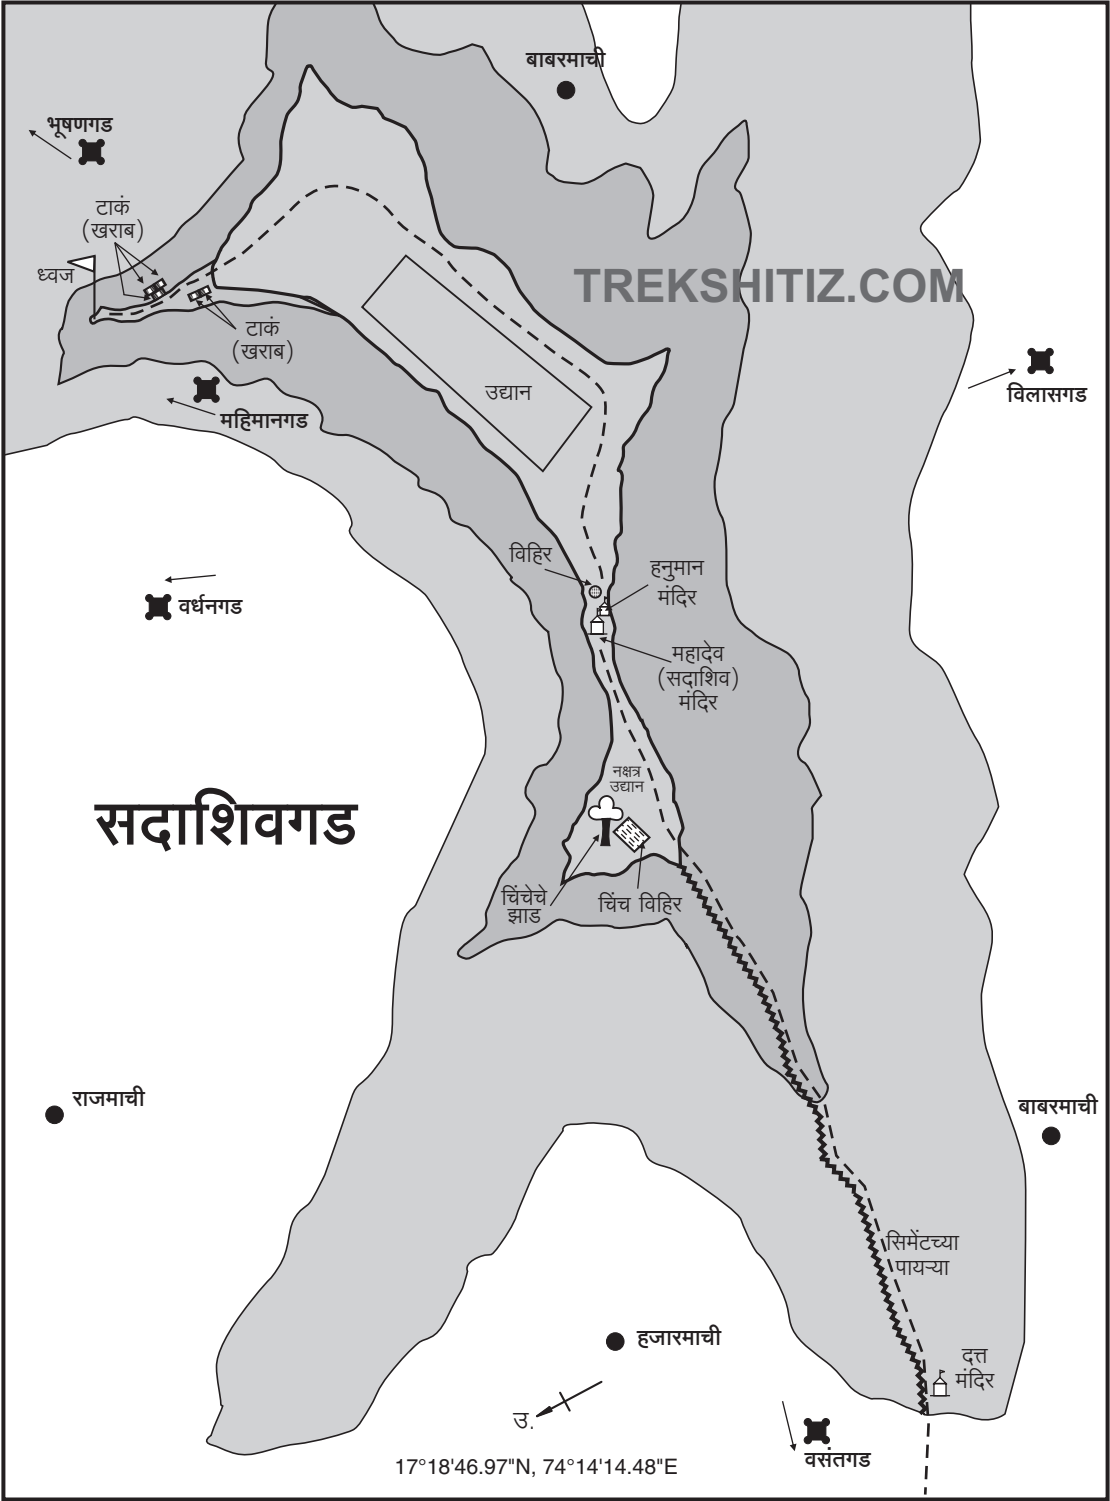 बाबरमाची
भूषणगड
टाकं
(खराब)
ध्वज
TREKSHITIZ.COM
टाकं
(खराब)
उद्यान
विलासगड
महिमानगड
विहिर
हनुमान
मंदिर
वर्धनगड
महादेव
(सदाशिव)
मंदिर
नक्षत्र
उद्यान
सदाशिवगड
चिंचेचे
झाड
चिंच विहिर
राजमाची
बाबरमाची
सिमेंटच्या
पायऱ्या
हजारमाची
दत्त
मंदिर
उ.
वसंतगड
17°18'46.97"N, 74°14'14.48"E